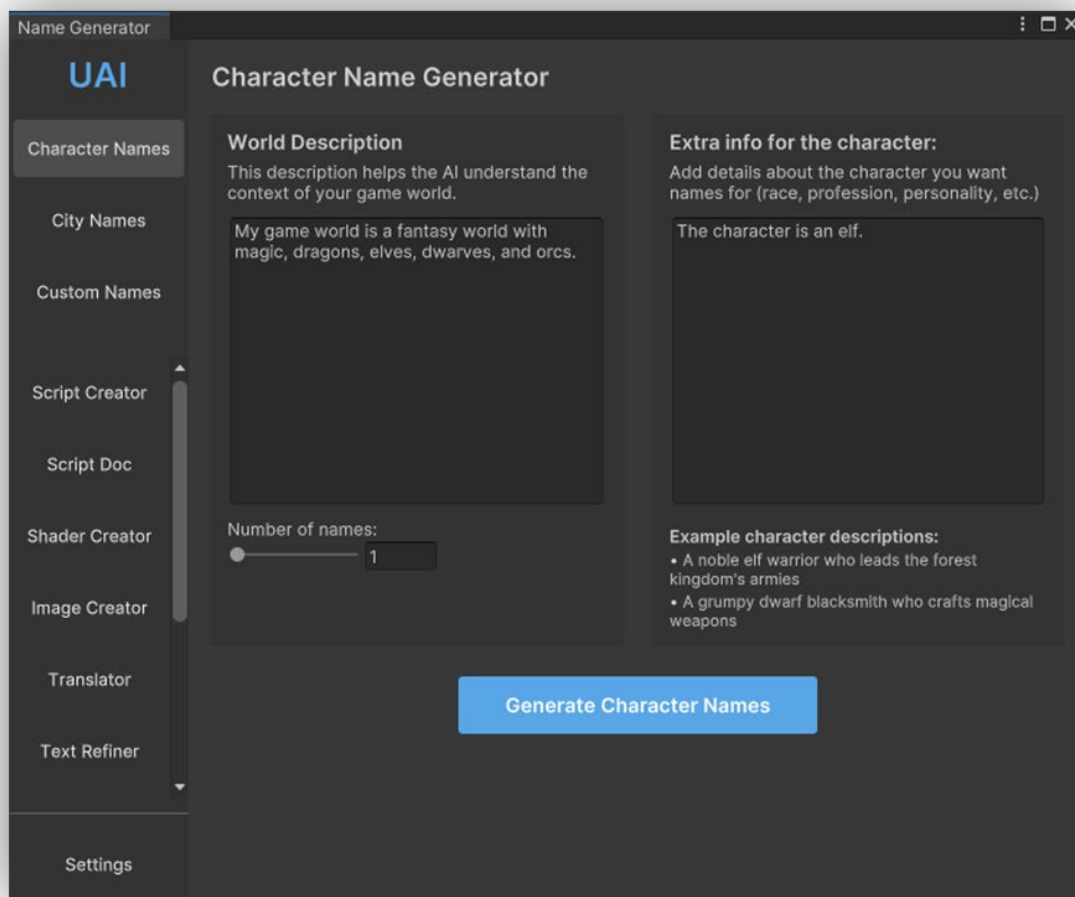 Name Generator
UAI
Character Names
City Names
Custom Names
Script Creator
Script Doc
Shader Creator
Image Creator
Translator
Text Refiner
Settings
Character Name Generator
World Description
This description helps the AI understand the
context of your game world.
My game world is a fantasy world with
magic, dragons, elves, dwarves, and orcs.
Number of names:
1
Extra info for the character:
Add details about the character you want
names for (race, profession, personality, etc.)
The character is an elf.
Example character descriptions:
• A noble elf warrior who leads the forest
kingdom's armies
• A grumpy dwarf blacksmith who crafts magical
weapons
Generate Character Names